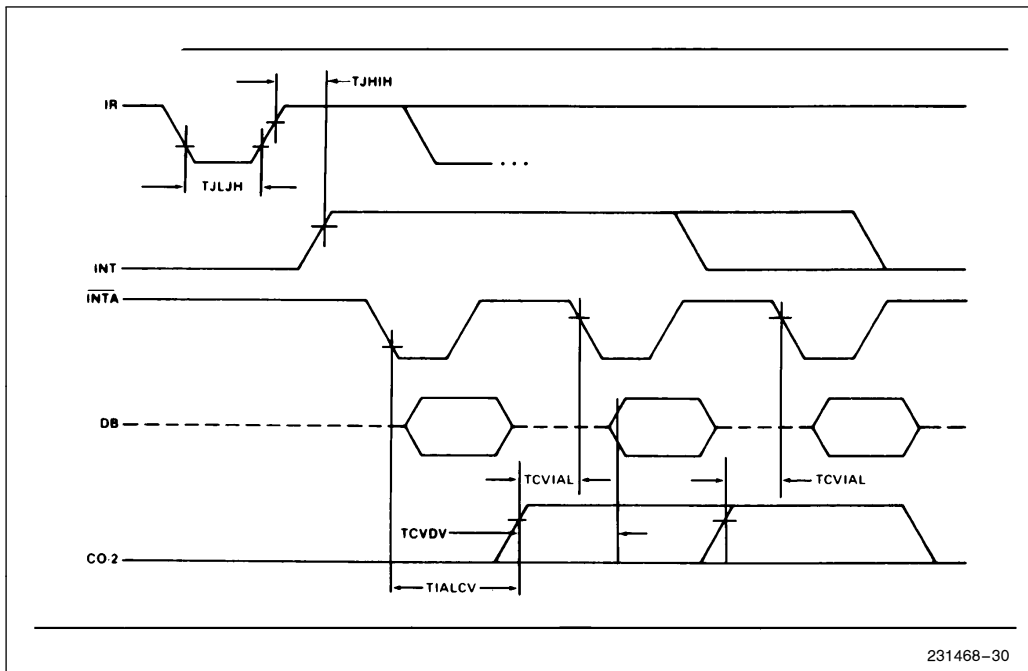 TJHIH
IR
TJLJH
...
INT
INTA
DB
TCVIAL
TCVIAL
TCVDV
CO-2
TIALCV
231468–30